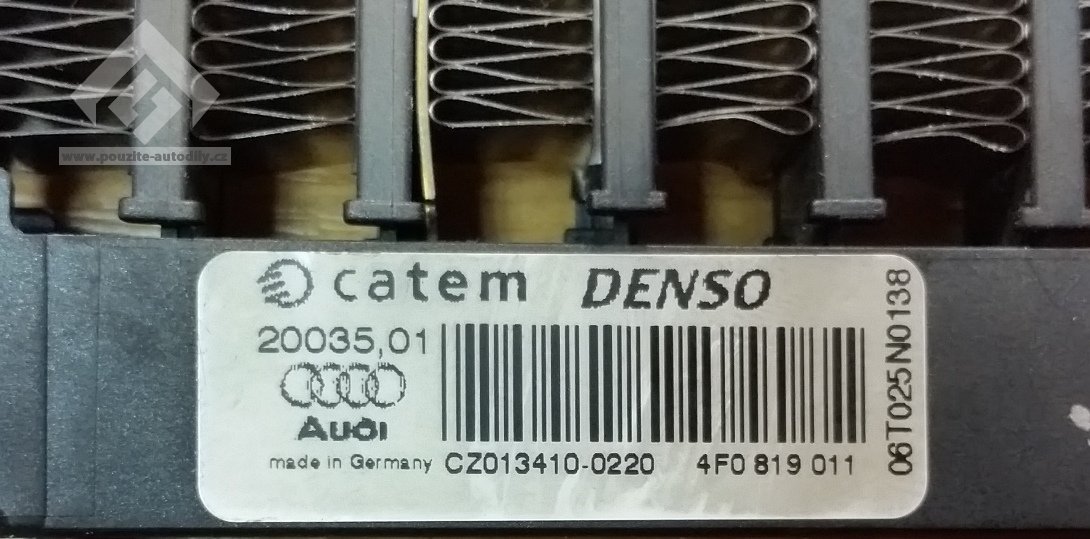 www.pouzite-autodily.cz
catem DENSO
20035,01
Audi
made in Germany CZ013410-0220 4F0 819 011
06T025N0138